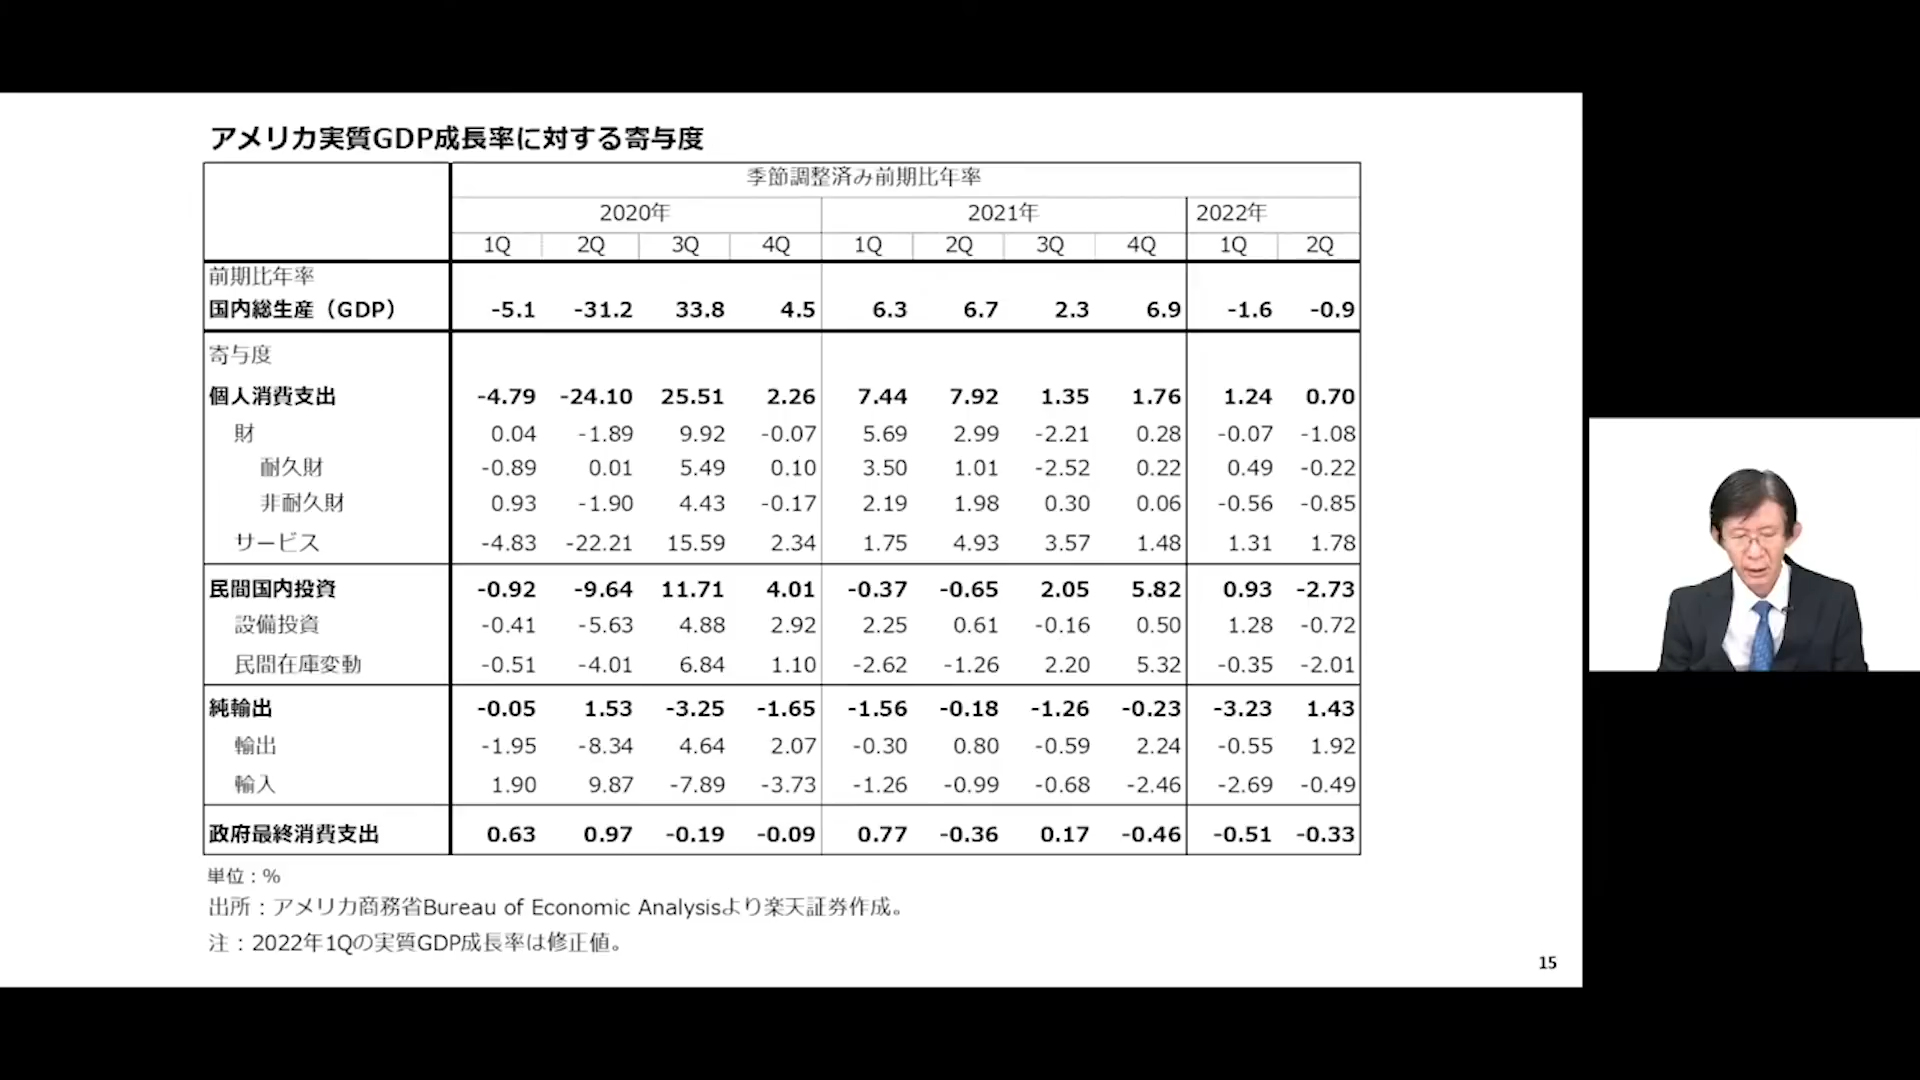 アメリカ実質GDP成長率に対する寄与度
季節調整済み前期比年率
2020年 2021年 2022年
1Q 2Q 3Q 4Q 1Q 2Q 3Q 4Q 1Q 2Q
前期比年率
国内総生産（GDP） -5.1 -31.2 33.8 4.5 6.3 6.7 2.3 6.9 -1.6 -0.9
寄与度
個人消費支出 -4.79 -24.10 25.51 2.26 7.44 7.92 1.35 1.76 1.24 0.70
財 0.04 -1.89 9.92 -0.07 5.69 2.99 -2.21 0.28 -0.07 -1.08
耐久財 -0.89 0.01 5.49 0.10 3.50 1.01 -2.52 0.22 0.49 -0.22
非耐久財 0.93 -1.90 4.43 -0.17 2.19 1.98 0.30 0.06 -0.56 -0.85
サービス -4.83 -22.21 15.59 2.34 1.75 4.93 3.57 1.48 1.31 1.78
民間国内投資 -0.92 -9.64 11.71 4.01 -0.37 -0.65 2.05 5.82 0.93 -2.73
設備投資 -0.41 -5.63 4.88 2.92 2.25 0.61 -0.16 0.50 1.28 -0.72
民間在庫変動 -0.51 -4.01 6.84 1.10 -2.62 -1.26 2.20 5.32 -0.35 -2.01
純輸出 -0.05 1.53 -3.25 -1.65 -1.56 -0.18 -1.26 -0.23 -3.23 1.43
輸出 -1.95 -8.34 4.64 2.07 -0.30 0.80 -0.59 2.24 -0.55 1.92
輸入 1.90 9.87 -7.89 -3.73 -1.26 -0.99 -0.68 -2.46 -2.69 -0.49
政府最終消費支出 0.63 0.97 -0.19 -0.09 0.77 -0.36 0.17 -0.46 -0.51 -0.33
単位：%
出所：アメリカ商務省Bureau of Economic Analysisより楽天証券作成。
注：2022年1Qの実質GDP成長率は修正値。
15